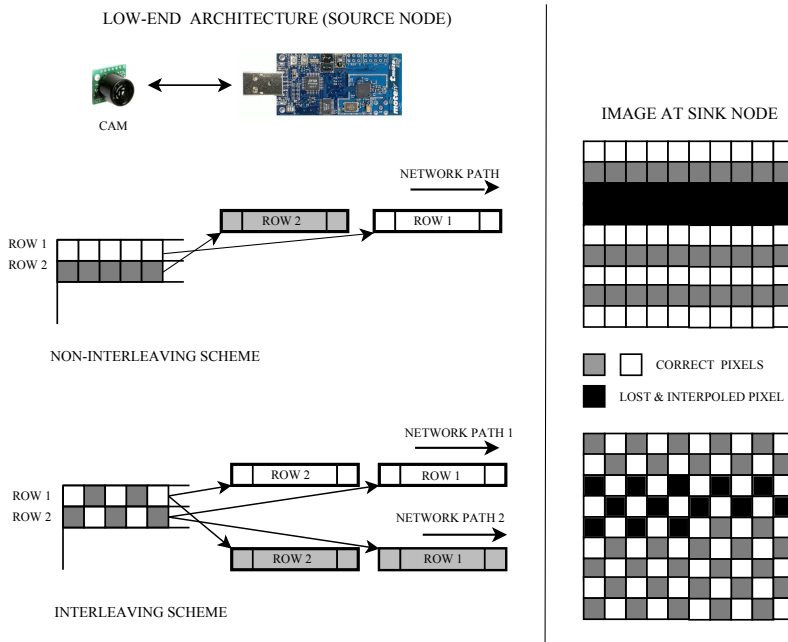 LOW-END ARCHITECTURE (SOURCE NODE)
CAM
NETWORK PATH
ROW 2
ROW 1
ROW 1
ROW 2
NON-INTERLEAVING SCHEME
NETWORK PATH 1
ROW 2
ROW 1
ROW 1
ROW 2
NETWORK PATH 2
ROW 2
ROW 1
INTERLEAVING SCHEME
IMAGE AT SINK NODE
CORRECT PIXELS
LOST & INTERPOLED PIXEL